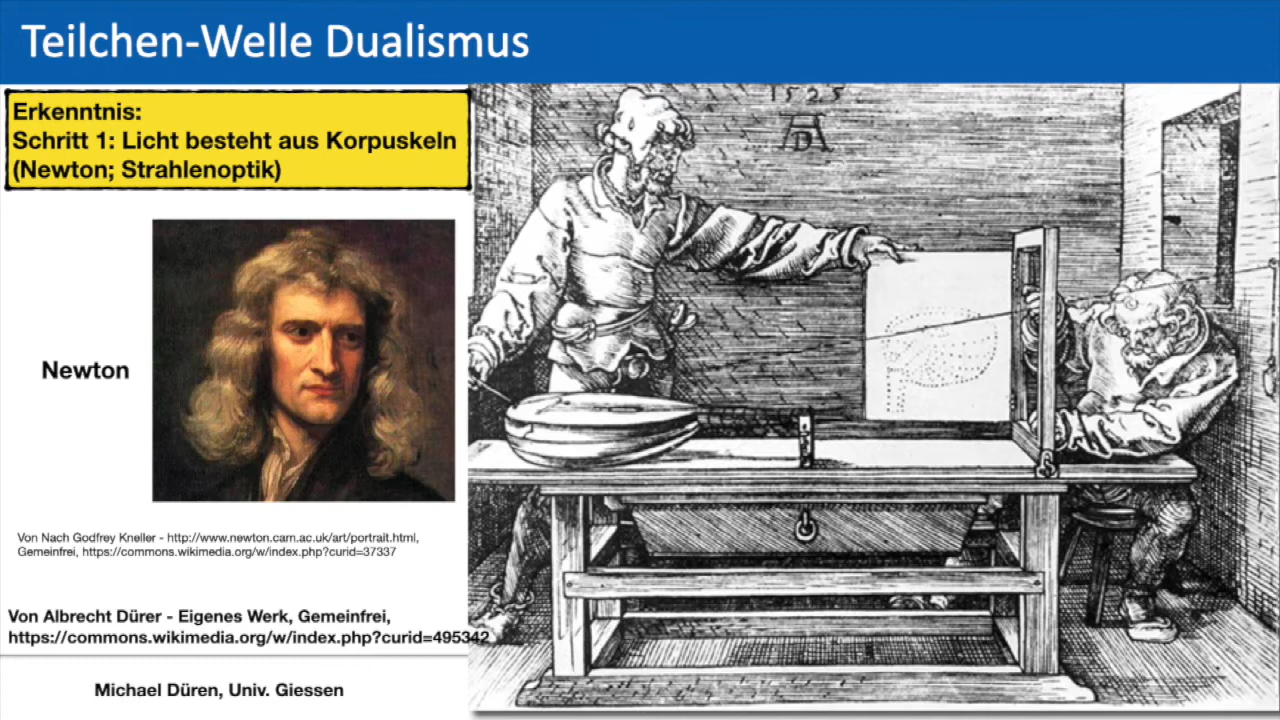 Teilchen-Welle Dualismus
Erkenntnis:
Schritt 1: Licht besteht aus Korpuskeln
(Newton; Strahlenoptik)
1525
AD
Newton
Von Nach Godfrey Kneller - http://www.newton.cam.ac.uk/art/portrait.html,
Gemeinfrei, https://commons.wikimedia.org/w/index.php?curid=37337
Von Albrecht Dürer - Eigenes Werk, Gemeinfrei,
https://commons.wikimedia.org/w/index.php?curid=495342
Michael Düren, Univ. Giessen